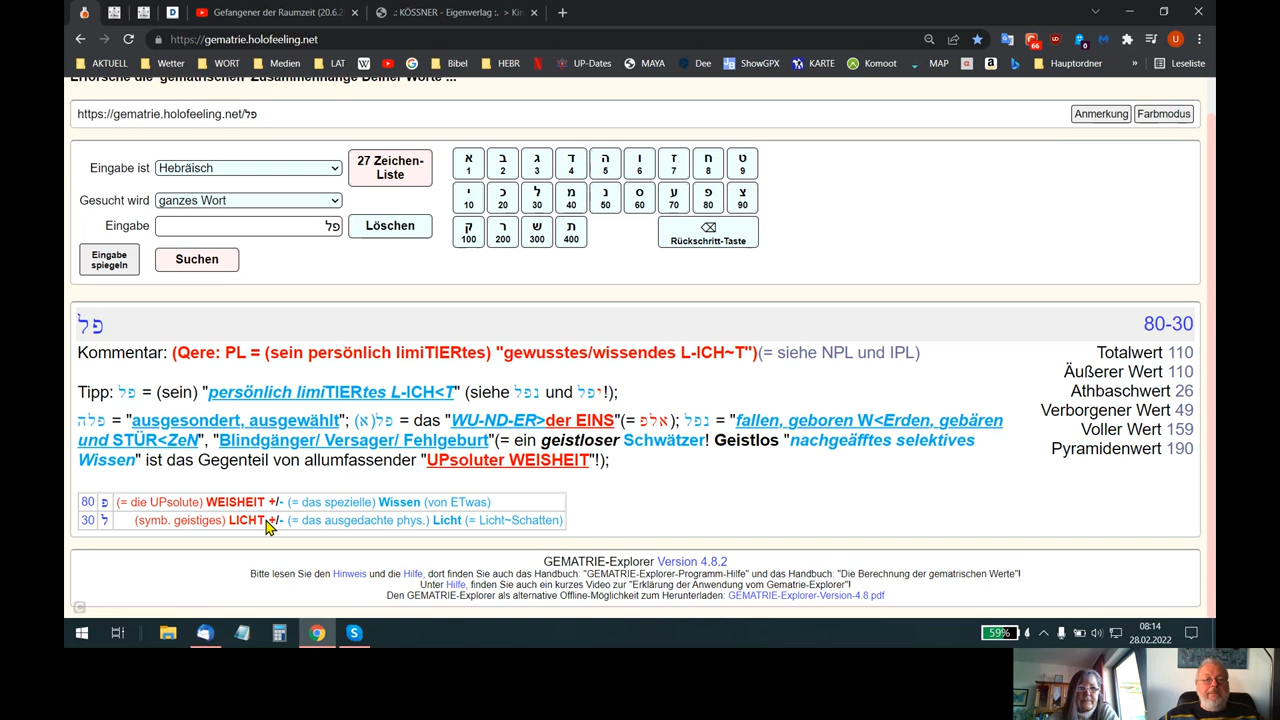 Gefangener der Raumzeit (20.6.2
.: KÖSSNER - Eigenverlag :. > Kin
https://gematrie.holofeeling.net
66
0
U
AKTUELL Wetter WORT Medien LAT Bibel HEBR UP-Dates MAYA Dee ShowGPX KARTE Komoot MAP Hauptordner » Leseliste
Erforsche die "gematrischen" Zusammenhänge Deiner Worte ...
https://gematrie.holofeeling.net/פל
Anmerkung Farbmodus
Eingabe ist Hebräisch
27 Zeichen-Liste
Gesucht wird ganzes Wort
Eingabe פל Löschen
Eingabe spiegeln Suchen
א ב ג ד ה ו ז ח ט
1 2 3 4 5 6 7 8 9
י כ ל מ נ ס ע פ צ
10 20 30 40 50 60 70 80 90
ק ר ש ת ⌫
100 200 300 400 Rückschritt-Taste
פל 80-30
Kommentar: (Qere: PL = (sein persönlich limiTIERtes) "gewusstes/wissendes L-ICH~T")(= siehe NPL und IPL)
Totalwert 110
Äußerer Wert 110
Athbaschwert 26
Verborgener Wert 49
Voller Wert 159
Pyramidenwert 190
Tipp: פל = (sein) "persönlich limiTIERtes L-ICH<T" (siehe נפל und יפל!);
פלה = "ausgesondert, ausgewählt"; פל(א) = das "WU-ND-ER>der EINS"(= אלפ); נפל = "fallen, geboren W<Erden, gebären
und STÜR<ZeN", "Blindgänger/ Versager/ Fehlgeburt"(= ein geistloser Schwätzer! Geistlos "nachgeäfftes selektives
Wissen" ist das Gegenteil von allumfassender "UPsoluter WEISHEIT"!);
80 פ (= die UPsolute) WEISHEIT +/- (= das spezielle) Wissen (von ETwas)
30 ל (symb. geistiges) LICHT +/- (= das ausgedachte phys.) Licht (= Licht~Schatten)
GEMATRIE-Explorer Version 4.8.2
Bitte lesen Sie den Hinweis und die Hilfe, dort finden Sie auch das Handbuch: "GEMATRIE-Explorer-Programm-Hilfe" und das Handbuch: "Die Berechnung der gematrischen Werte"!
Unter Hilfe, finden Sie auch ein kurzes Video zur "Erklärung der Anwendung vom Gematrie-Explorer"!
Den GEMATRIE-Explorer als alternative Offline-Möglichkeit zum Herunterladen: GEMATRIE-Explorer-Version-4.8.pdf
59%
08:14
28.02.2022